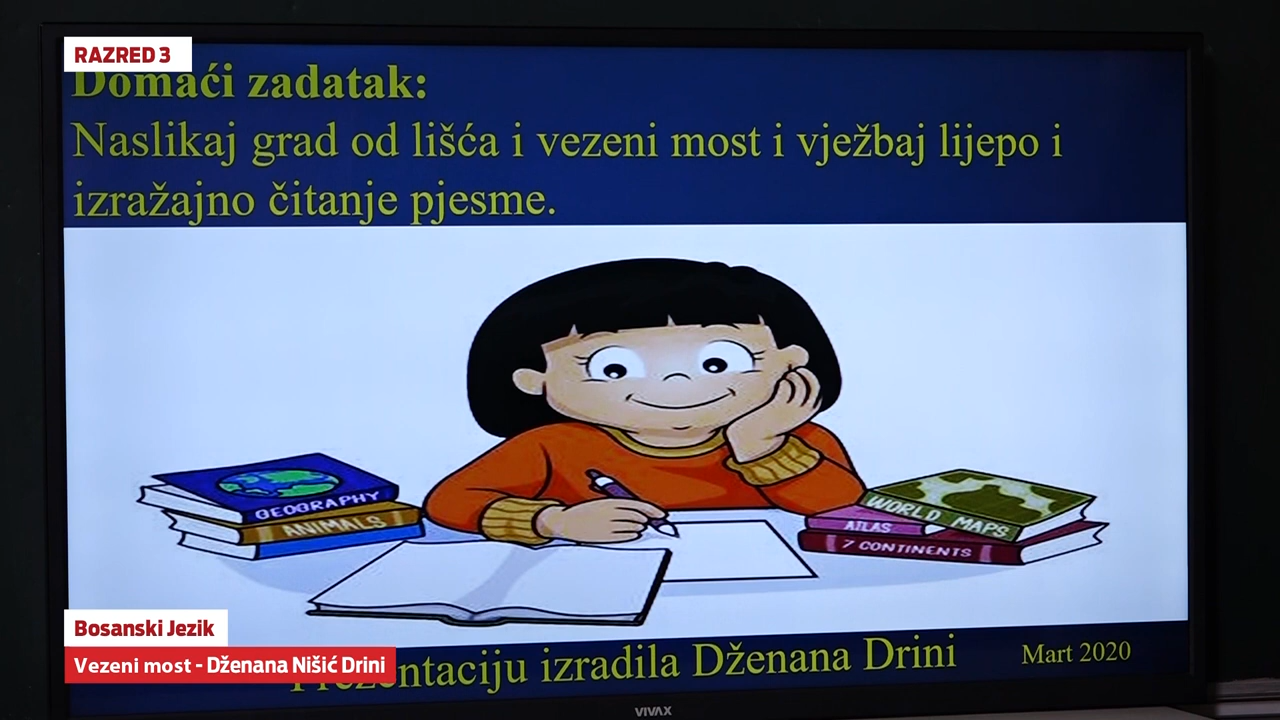 RAZRED 3
Domaći zadatak:
Naslikaj grad od lišća i vezeni most i vježbaj lijepo i
izražajno čitanje pjesme.
GEOGRAPHY
ANIMALS
WORLD MAPS
ATLAS
7 CONTINENTS
Bosanski Jezik
Vezeni most - Dženana Nišić Drini
Prezentaciju izradila Dženana Drini
Mart 2020
VIVAX